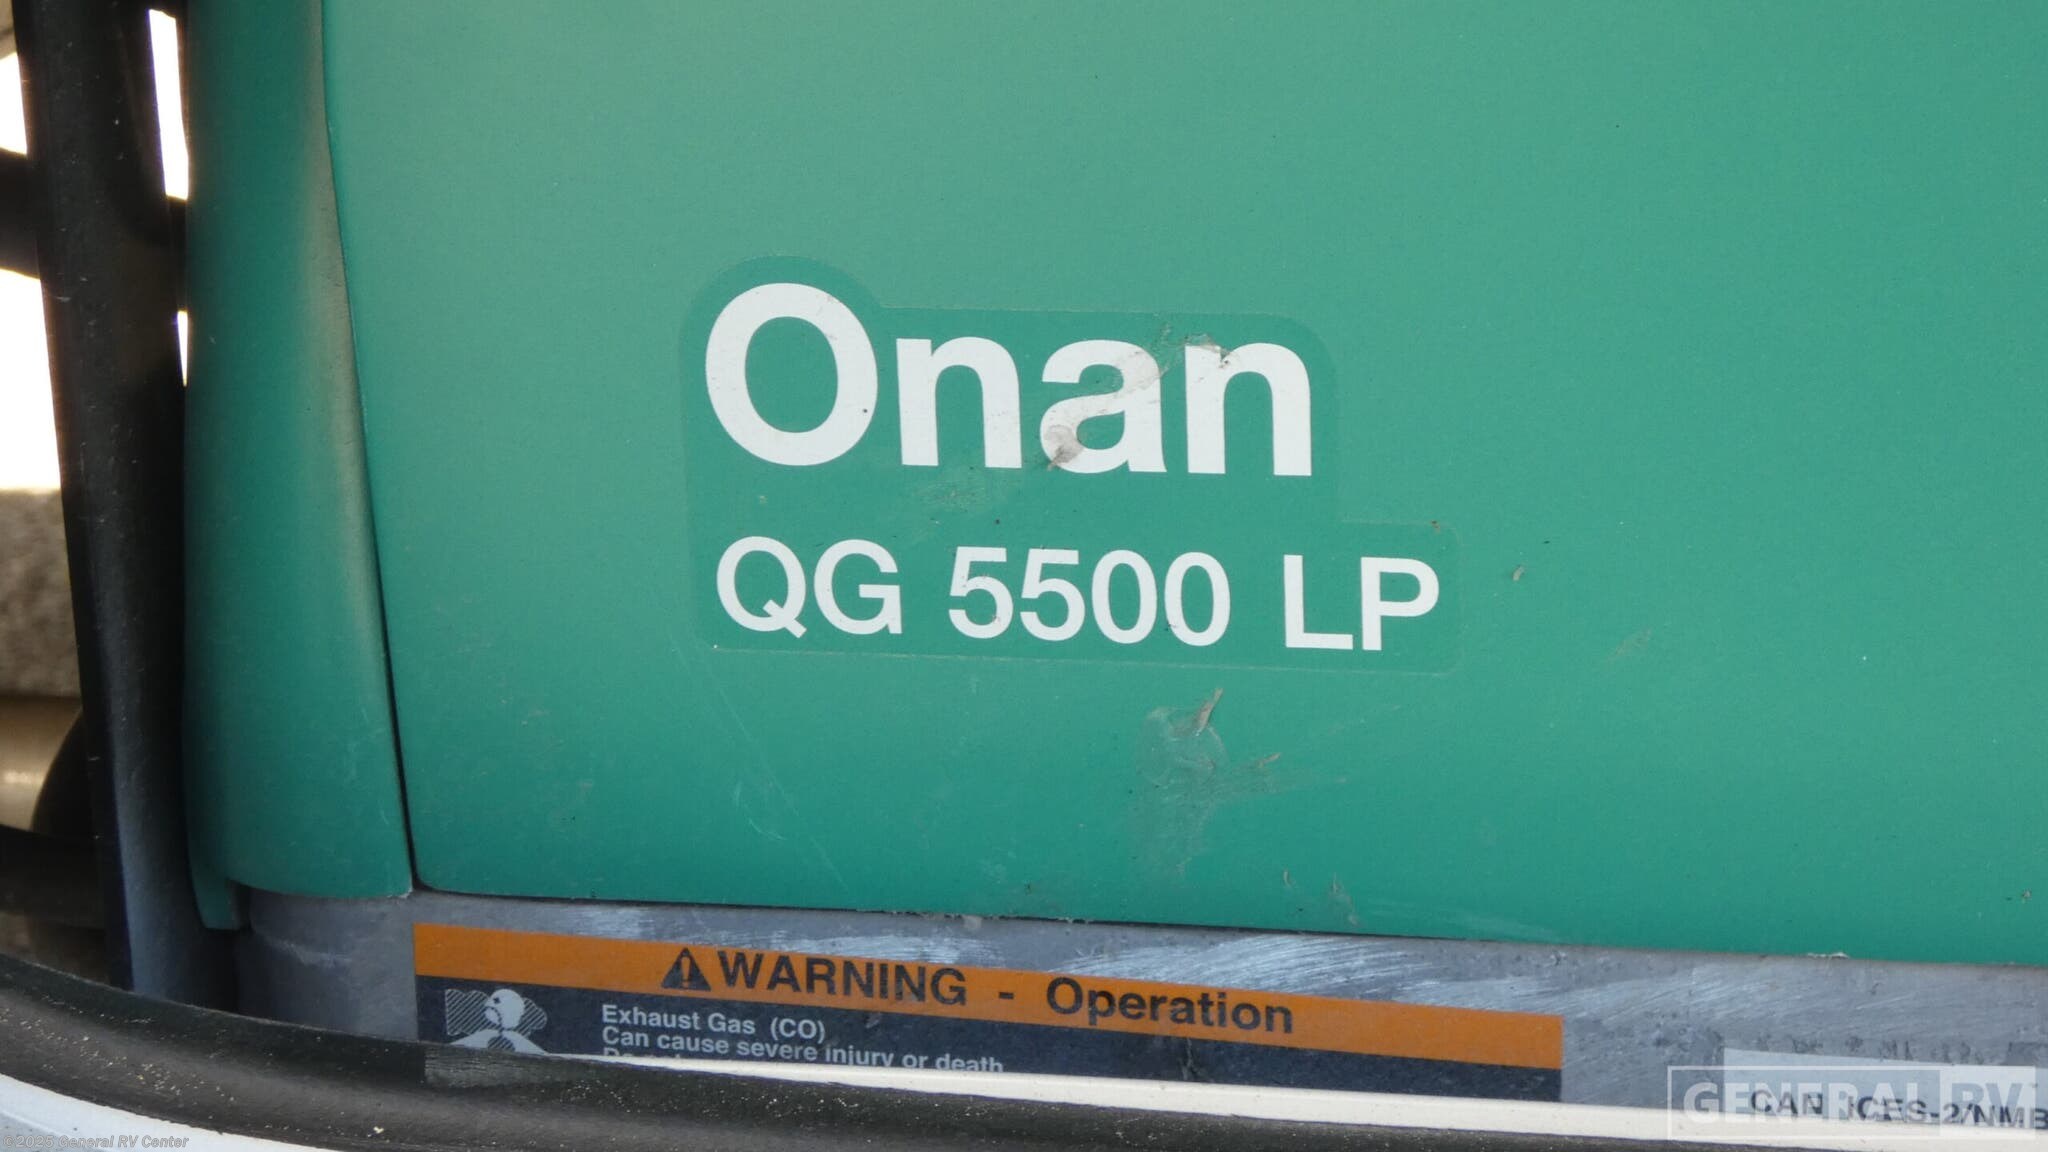 Onan
QG 5500 LP
WARNING - Operation
Exhaust Gas (CO)
Can cause severe injury or death
GENERAL RV
©2025 General RV Center